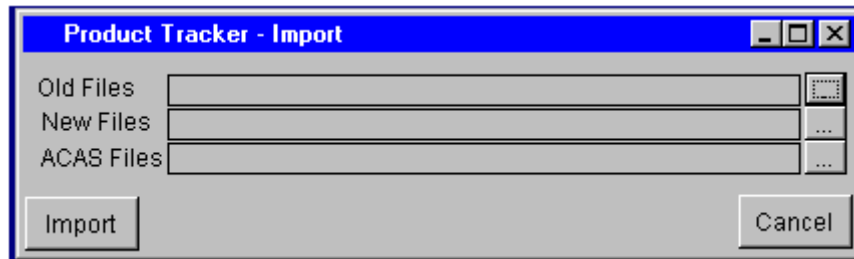 Product Tracker - Import
Old Files ...
New Files ...
ACAS Files ...
Import Cancel